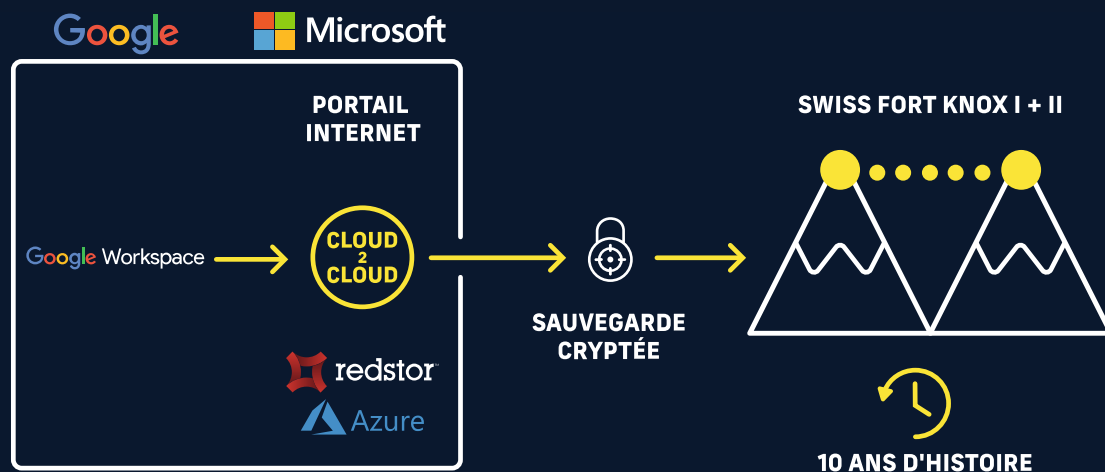 Google
Microsoft
PORTAIL
INTERNET
SWISS FORT KNOX I + II
Google Workspace
CLOUD
2
CLOUD
SAUVEGARDE
CRYPTÉE
redstor™
Azure
10 ANS D'HISTOIRE